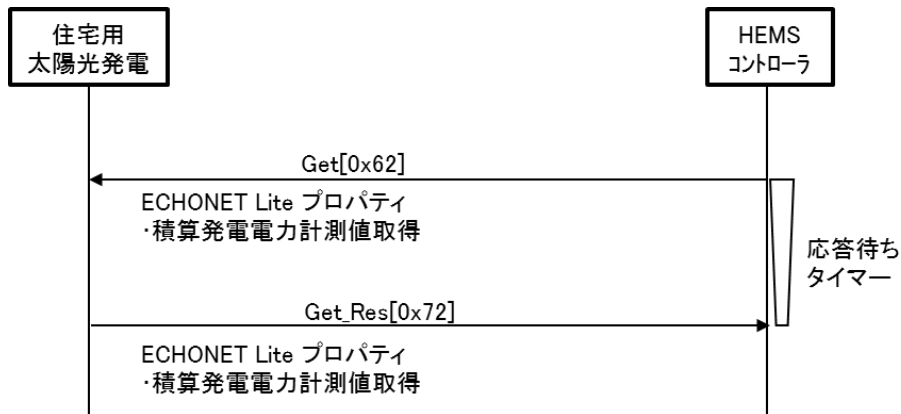 住宅用
太陽光発電
HEMS
コントローラ
Get[0x62]
ECHONET Lite プロパティ
・積算発電電力計測値取得
応答待ち
タイマー
Get_Res[0x72]
ECHONET Lite プロパティ
・積算発電電力計測値取得